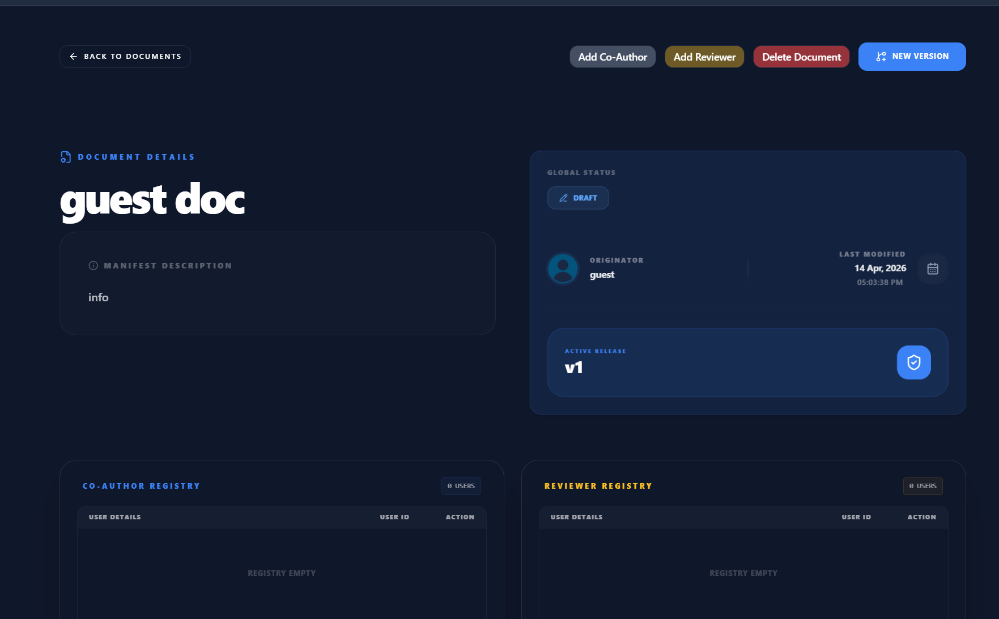 BACK TO DOCUMENTS
Add Co-Author
Add Reviewer
Delete Document
NEW VERSION
DOCUMENT DETAILS
guest doc
MANIFEST DESCRIPTION
info
GLOBAL STATUS
DRAFT
ORIGINATOR
guest
LAST MODIFIED
14 Apr, 2026
05:03:38 PM
ACTIVE RELEASE
v1
CO-AUTHOR REGISTRY
0 USERS
USER DETAILS USER ID ACTION
REGISTRY EMPTY
REVIEWER REGISTRY
0 USERS
USER DETAILS USER ID ACTION
REGISTRY EMPTY